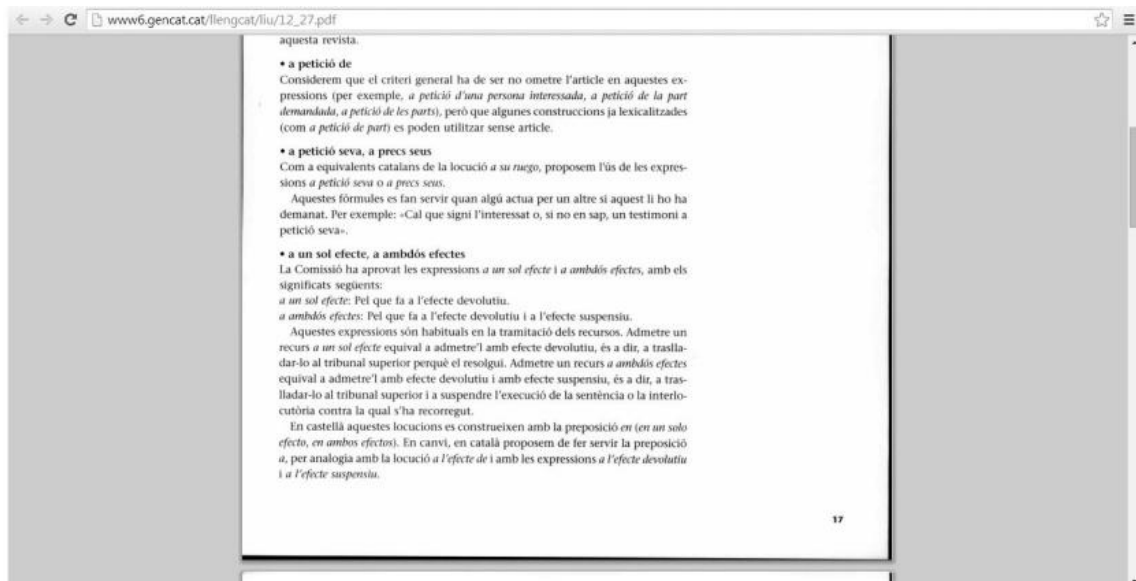 www6.gencat.cat/llengcat/liu/12_27.pdf
aquesta revista.
• a petició de
Considerem que el criteri general ha de ser no ometre l'article en aquestes ex-
pressions (per exemple, a petició d'una persona interessada, a petició de la part
demandada, a petició de les parts), però que algunes construccions ja lexicalitzades
(com a petició de part) es poden utilitzar sense article.
• a petició seva, a precs seus
Com a equivalents catalans de la locució a su ruego, proposem l'ús de les expres-
sions a petició seva o a precs seus.
Aquestes fórmules es fan servir quan algú actua per un altre si aquest li ho ha
demanat. Per exemple: «Cal que signi l'interessat o, si no en sap, un testimoni a
petició seva».
• a un sol efecte, a ambdós efectes
La Comissió ha aprovat les expressions a un sol efecte i a ambdós efectes, amb els
significats següents:
a un sol efecte: Pel que fa a l'efecte devolutiu.
a ambdós efectes: Pel que fa a l'efecte devolutiu i a l'efecte suspensiu.
Aquestes expressions són habituals en la tramitació dels recursos. Admetre un
recurs a un sol efecte equival a admetre'l amb efecte devolutiu, és a dir, a traslla-
dar-lo al tribunal superior perquè el resolgui. Admetre un recurs a ambdós efectes
equival a admetre'l amb efecte devolutiu i amb efecte suspensiu, és a dir, a tras-
lladar-lo al tribunal superior i a suspendre l'execució de la sentència o la interlo-
cutòria contra la qual s'ha recorregut.
En castellà aquestes locucions es construeixen amb la preposició en (en un solo
efecto, en ambos efectos). En canvi, en català proposem de fer servir la preposició
a, per analogia amb la locució a l'efecte de i amb les expressions a l'efecte devolutiu
i a l'efecte suspensiu.
17